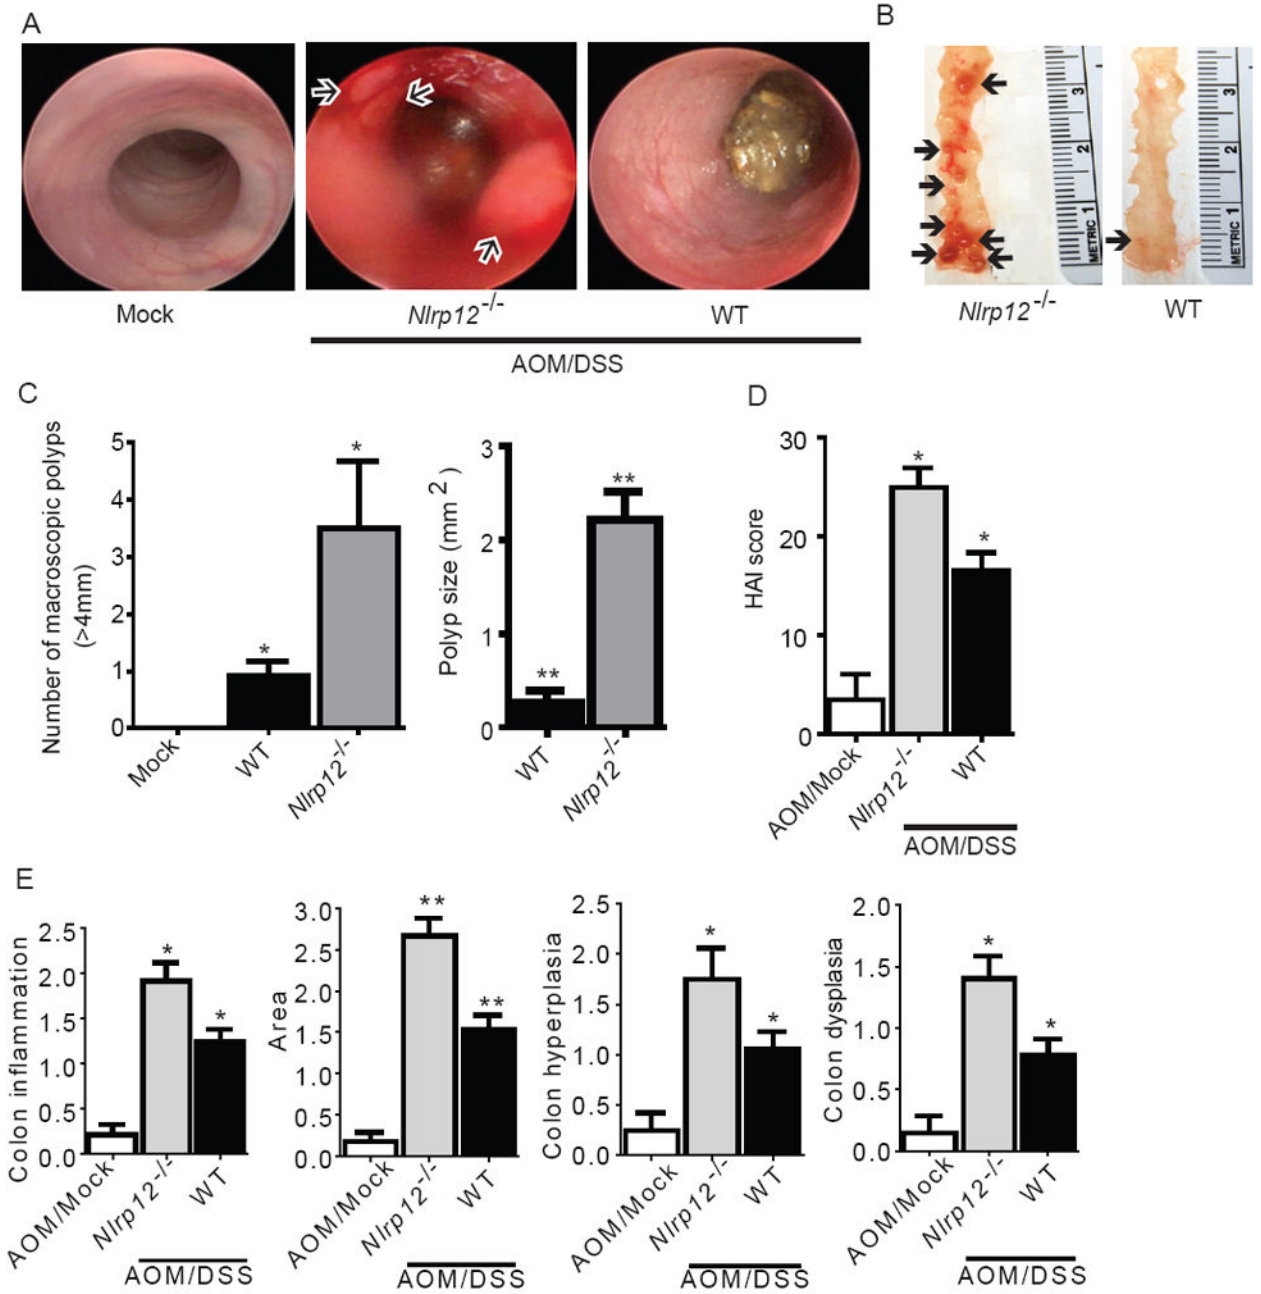 A
B
Mock
Nlrp12-/-
WT
AOM/DSS
3
2
METRIC 1
3
2
METRIC 1
Nlrp12-/-
WT
C
Number of macroscopic polyps
(>4mm)
5
4
3
2
1
0
*
*
Mock
WT
Nlrp12-/-
Polyp size (mm 2)
3
2
1
0
**
**
WT
Nlrp12-/-
D
HAI score
30
20
10
0
*
*
AOM/Mock
Nlrp12-/-
WT
AOM/DSS
E
Colon inflammation
2.5
2.0
1.5
1.0
0.5
0.0
*
*
AOM/Mock
Nlrp12-/-
WT
AOM/DSS
Area
3.0
2.5
2.0
1.5
1.0
0.5
0.0
**
**
AOM/Mock
Nlrp12-/-
WT
AOM/DSS
Colon hyperplasia
2.5
2.0
1.5
1.0
0.5
0.0
*
*
AOM/Mock
Nlrp12-/-
WT
AOM/DSS
Colon dysplasia
2.0
1.5
1.0
0.5
0.0
*
*
AOM/Mock
Nlrp12-/-
WT
AOM/DSS